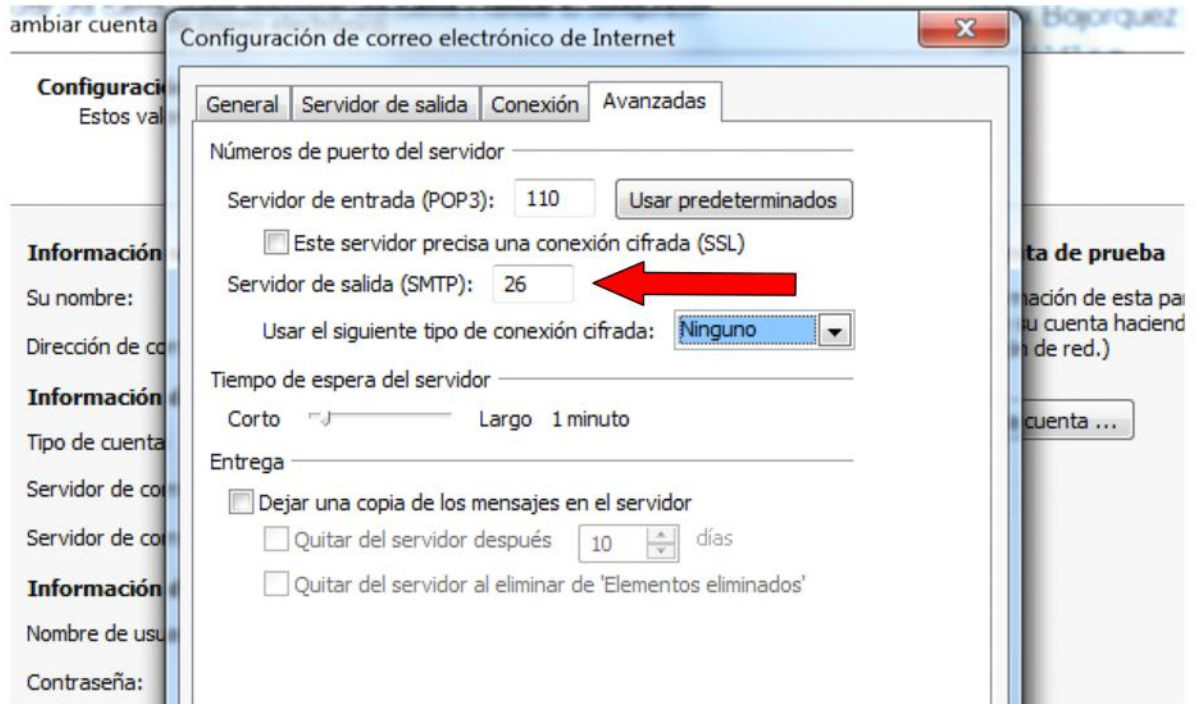 ambiar cuenta
Bojorquez
Configuración de correo electrónico de Internet
Configuraci
Estos val
General Servidor de salida Conexión Avanzadas
Números de puerto del servidor
Servidor de entrada (POP3): 110 Usar predeterminados
Este servidor precisa una conexión cifrada (SSL)
Información
ta de prueba
Servidor de salida (SMTP): 26
Su nombre:
mación de esta pa
su cuenta haciend
Usar el siguiente tipo de conexión cifrada: Ninguno
Dirección de co
n de red.)
Tiempo de espera del servidor
Información
Corto Largo 1 minuto
cuenta ...
Tipo de cuenta
Entrega
Servidor de co
Dejar una copia de los mensajes en el servidor
Servidor de co
Quitar del servidor después 10 días
Información
Quitar del servidor al eliminar de 'Elementos eliminados'
Nombre de usu
Contraseña: